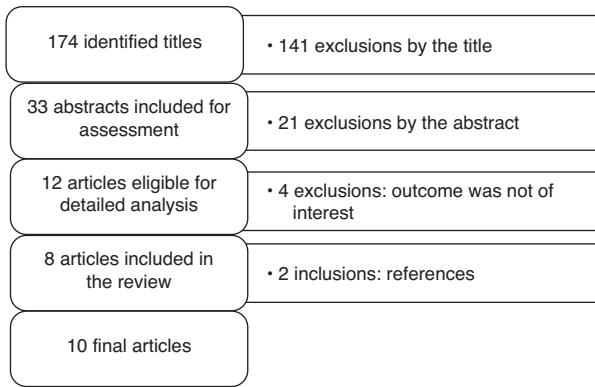 174 identified titles
• 141 exclusions by the title
33 abstracts included for
assessment
• 21 exclusions by the abstract
12 articles eligible for
detailed analysis
• 4 exclusions: outcome was not of
interest
8 articles included in
the review
• 2 inclusions: references
10 final articles